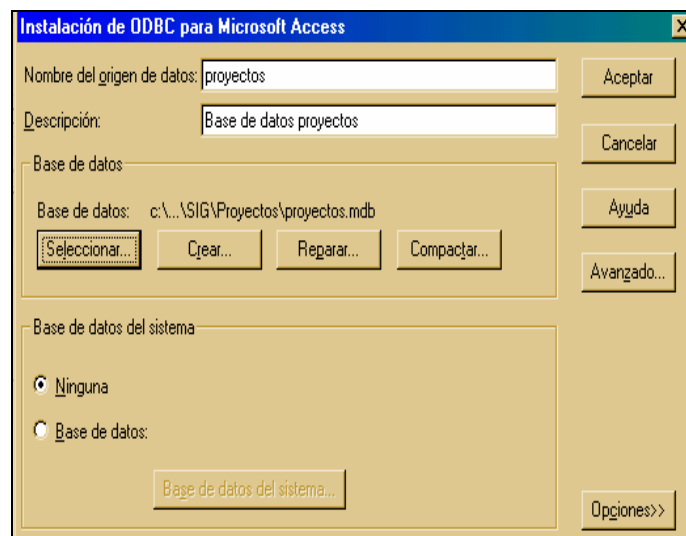 Instalación de ODBC para Microsoft Access
Nombre del origen de datos: proyectos
Descripción: Base de datos proyectos
Aceptar
Cancelar
Ayuda
Avanzado...
Base de datos
Base de datos: c:\...\SIG\Proyectos\proyectos.mdb
Seleccionar... Crear... Reparar... Compactar...
Base de datos del sistema
Ninguna
Base de datos:
Base de datos del sistema...
Opciones>>